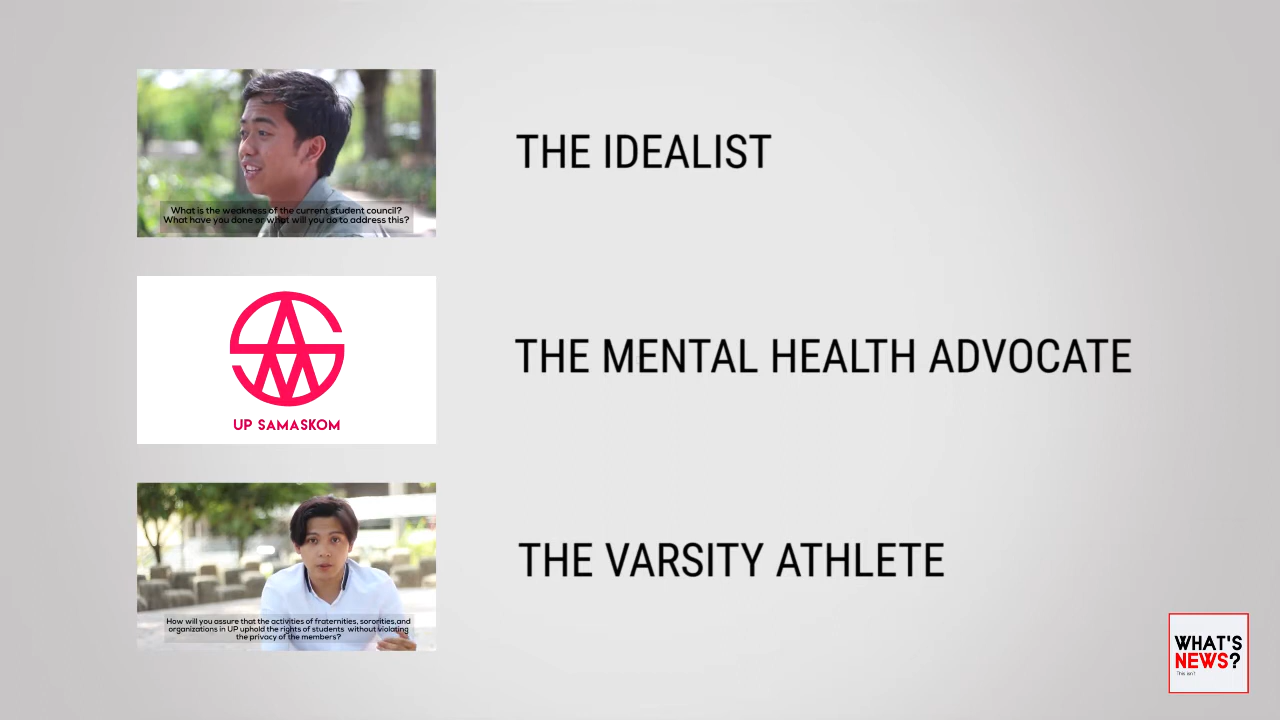 What is the weakness of the current student council?
What have you done or what will you do to address this?
THE IDEALIST
UP SAMASKOM
THE MENTAL HEALTH ADVOCATE
How will you assure that the activities of fraternities, sororities,and
organizations in UP uphold the rights of students without violating
the privacy of the members?
THE VARSITY ATHLETE
WHAT'S
NEWS?
This isn't